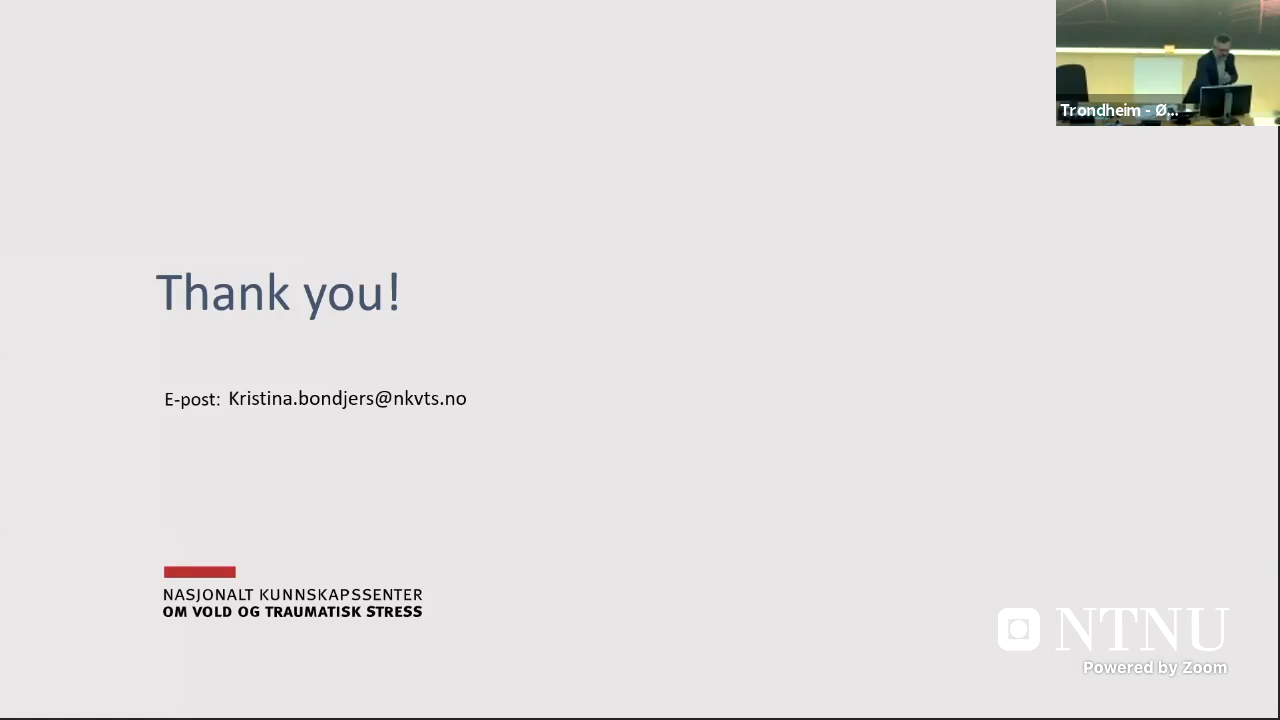 Trondheim - Ø...
Thank you!
E-post: Kristina.bondjers@nkvts.no
NASJONALT KUNNSKAPSSENTER
OM VOLD OG TRAUMATISK STRESS
NTNU
Powered by Zoom